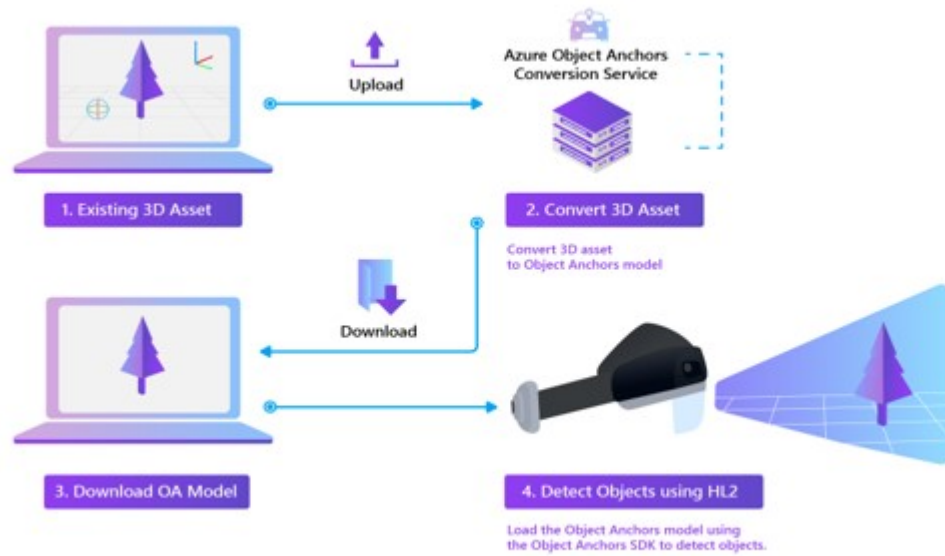 Upload
Azure Object Anchors
Conversion Service
1. Existing 3D Asset
2. Convert 3D Asset
Convert 3D asset
to Object Anchors model
Download
3. Download OA Model
4. Detect Objects using HL2
Load the Object Anchors model using
the Object Anchors SDK to detect objects.